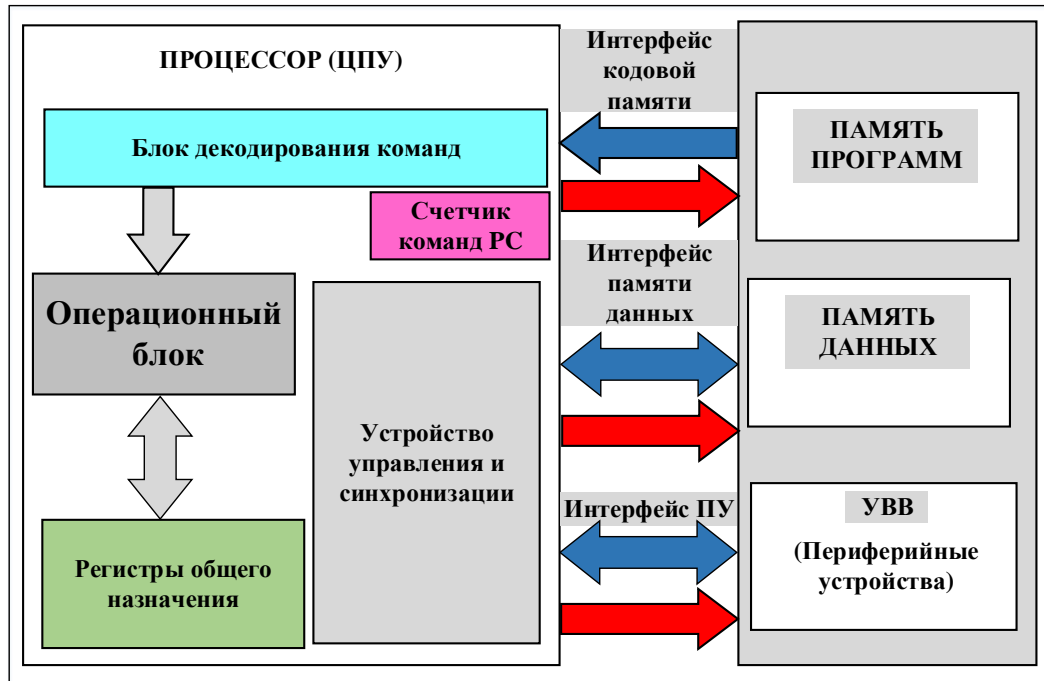 ПРОЦЕССОР (ЦПУ)
Блок декодирования команд
Счетчик
команд PC
Операционный
блок
Устройство
управления и
синхронизации
Регистры общего
назначения
Интерфейс
кодовой
памяти
Интерфейс
памяти
данных
Интерфейс ПУ
ПАМЯТЬ
ПРОГРАММ
ПАМЯТЬ
ДАННЫХ
УВВ
(Периферийные
устройства)